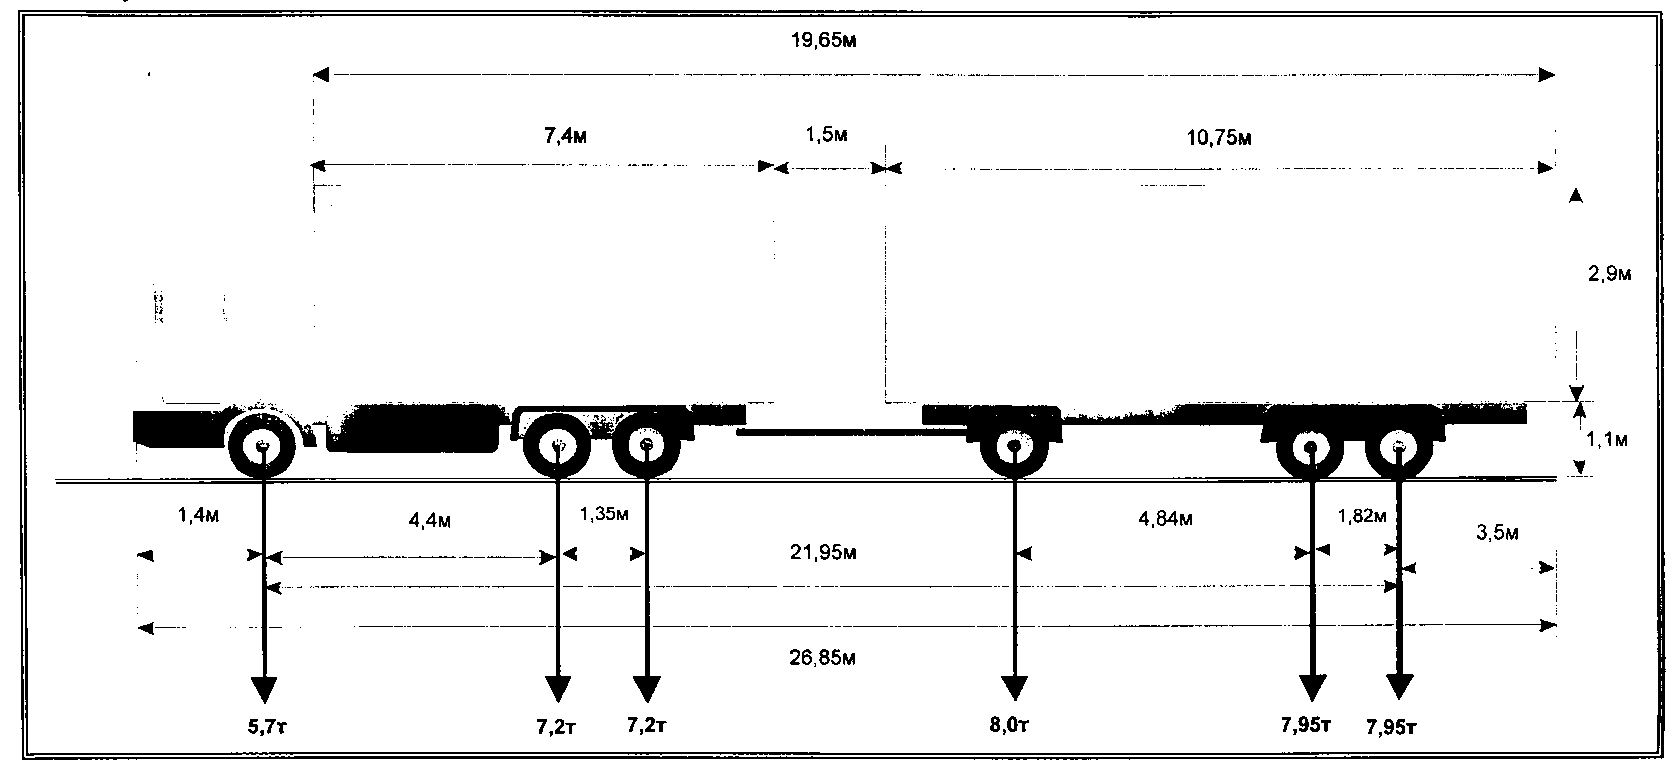 19,65м
7,4м
1,5м
10,75м
2,9м
1,1м
1,4м
4,4м
1,35м
21,95м
4,84м
1,82м
3,5м
26,85м
5,7т
7,2т
7,2т
8,0т
7,95т
7,95т